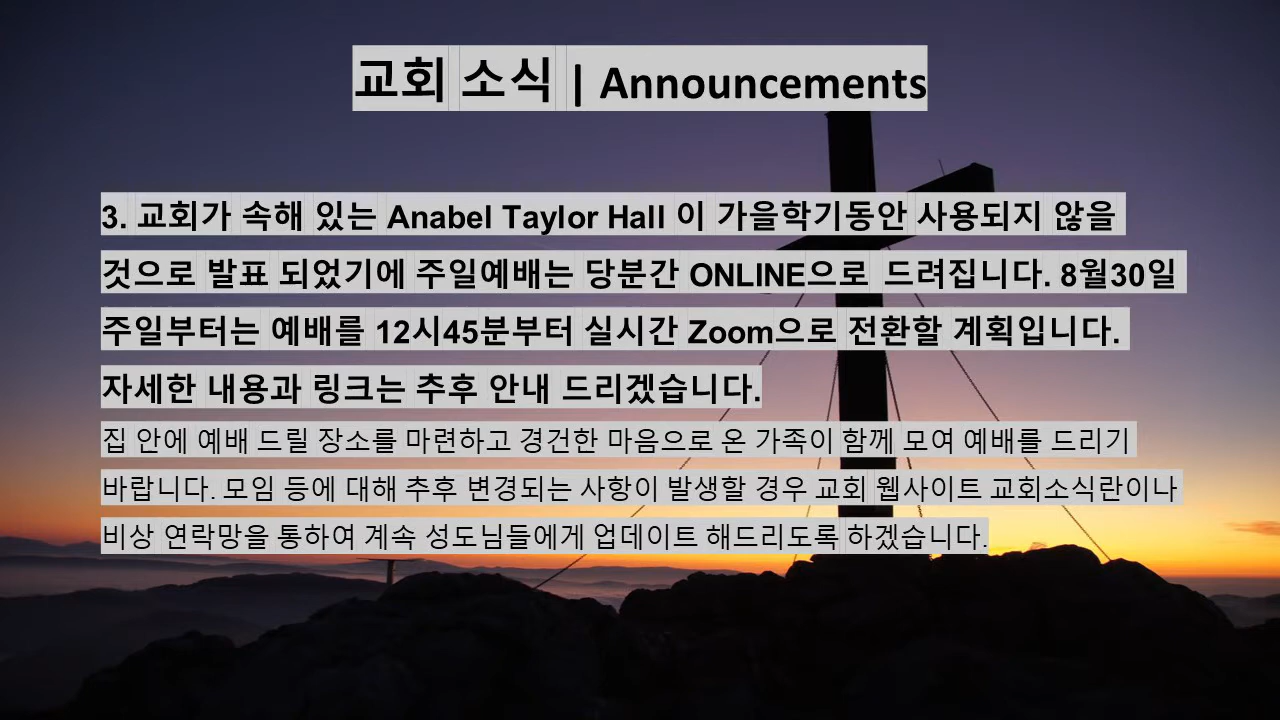 교회 소식 | Announcements
3. 교회가 속해 있는 Anabel Taylor Hall 이 가을학기동안 사용되지 않을
것으로 발표 되었기에 주일예배는 당분간 ONLINE으로 드려집니다. 8월30일
주일부터는 예배를 12시45분부터 실시간 Zoom으로 전환할 계획입니다.
자세한 내용과 링크는 추후 안내 드리겠습니다.
집 안에 예배 드릴 장소를 마련하고 경건한 마음으로 온 가족이 함께 모여 예배를 드리기
바랍니다. 모임 등에 대해 추후 변경되는 사항이 발생할 경우 교회 웹사이트 교회소식란이나
비상 연락망을 통하여 계속 성도님들에게 업데이트 해드리도록 하겠습니다.